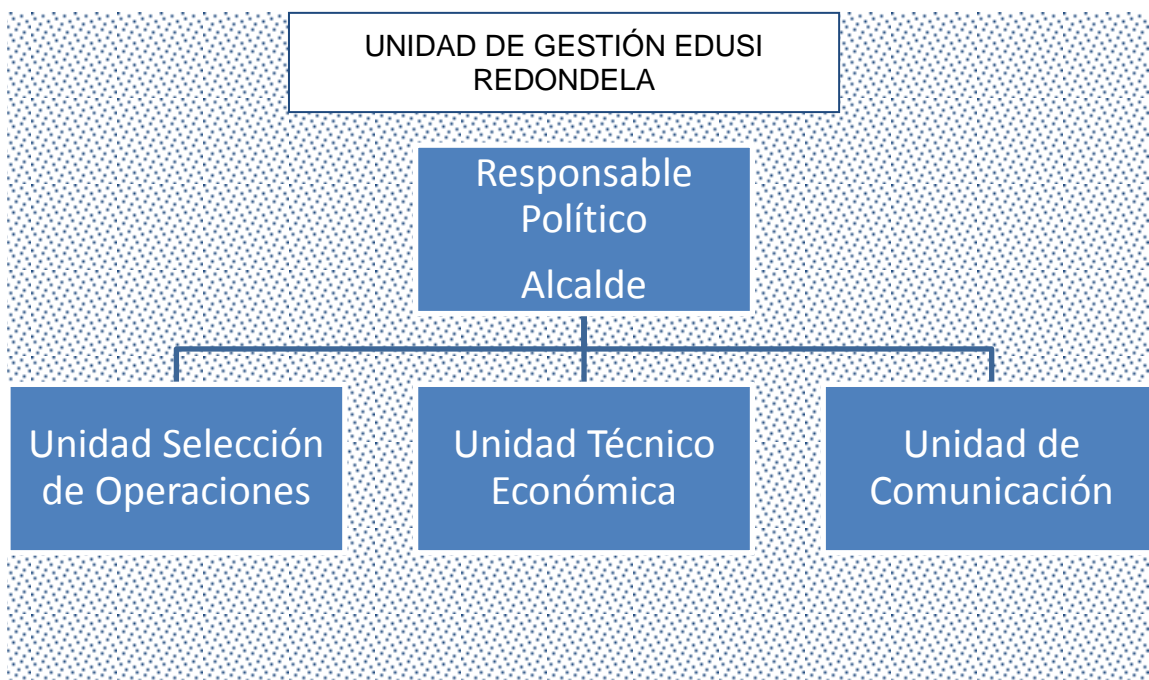 UNIDAD DE GESTIÓN EDUSI
REDONDELA
Responsable
Político
Alcalde
Unidad Selección
de Operaciones
Unidad Técnico
Económica
Unidad de
Comunicación